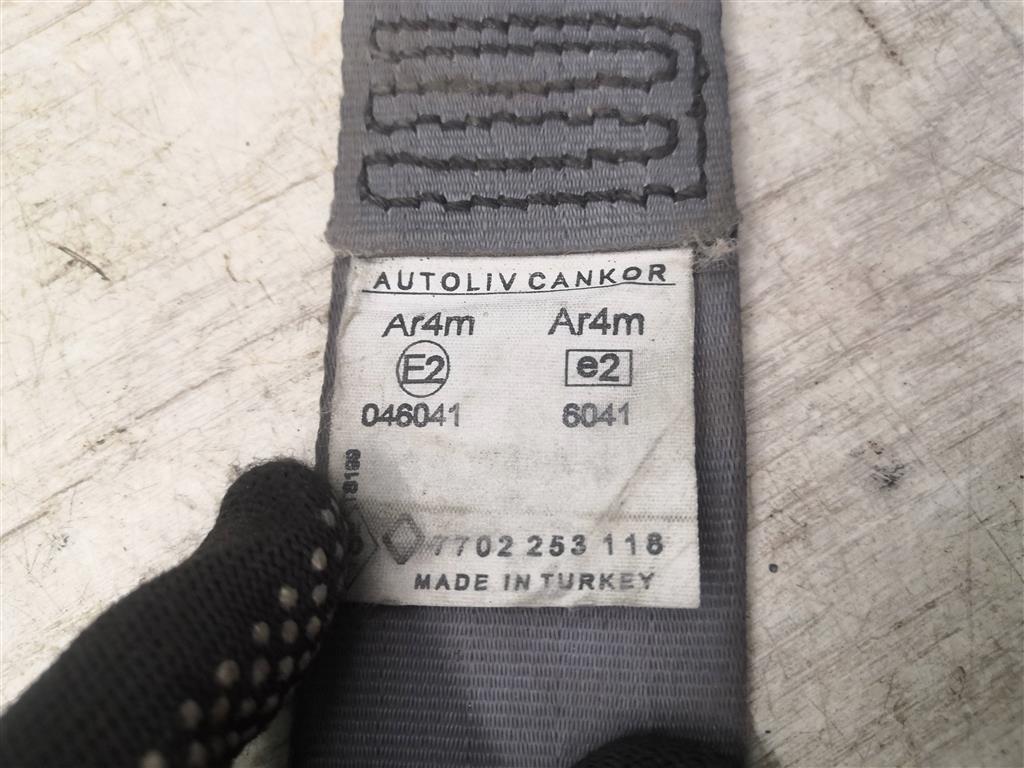 AUTOLIV CANKOR
Ar4m Ar4m
E2 e2
046041 6041
7702 253 118
MADE IN TURKEY